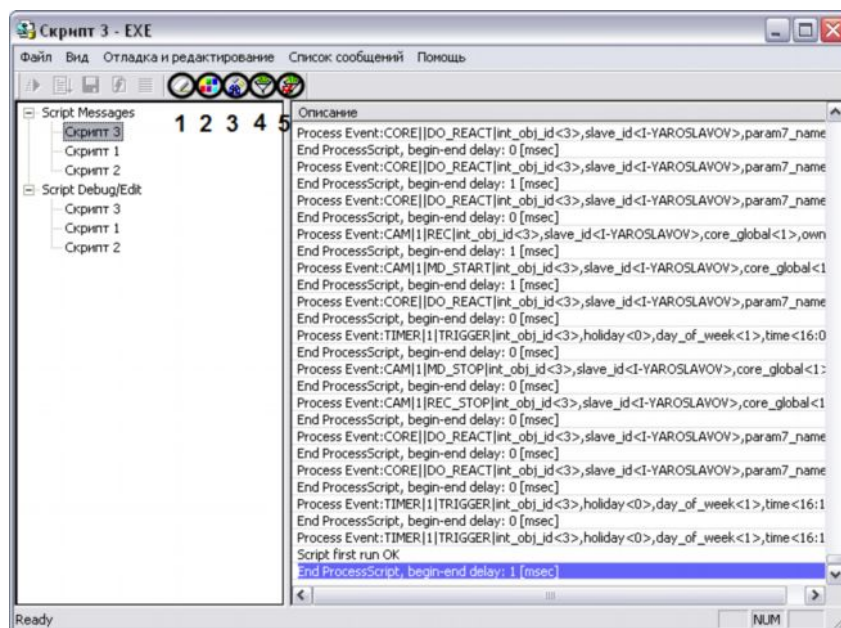 Скрипт 3 - EXE
Файл Вид Отладка и редактирование Список сообщений Помощь
1 2 3 4 5
Script Messages
Скрипт 3
Скрипт 1
Скрипт 2
Script Debug/Edit
Скрипт 3
Скрипт 1
Скрипт 2
Описание
Process Event:CORE||DO_REACT|int_obj_id<3>,slave_id<I-YAROSLAVOV>,param7_name
End ProcessScript, begin-end delay: 0 [msec]
Process Event:CORE||DO_REACT|int_obj_id<3>,slave_id<I-YAROSLAVOV>,param7_name
End ProcessScript, begin-end delay: 1 [msec]
Process Event:CORE||DO_REACT|int_obj_id<3>,slave_id<I-YAROSLAVOV>,param7_name
End ProcessScript, begin-end delay: 0 [msec]
Process Event:CAM|1|REC|int_obj_id<3>,slave_id<I-YAROSLAVOV>,core_global<1>,own
End ProcessScript, begin-end delay: 1 [msec]
Process Event:CAM|1|MD_START|int_obj_id<3>,slave_id<I-YAROSLAVOV>,core_global<1
End ProcessScript, begin-end delay: 1 [msec]
Process Event:CORE||DO_REACT|int_obj_id<3>,slave_id<I-YAROSLAVOV>,param7_name
End ProcessScript, begin-end delay: 0 [msec]
Process Event:TIMER|1|TRIGGER|int_obj_id<3>,holiday<0>,day_of_week<1>,time<16:0
End ProcessScript, begin-end delay: 0 [msec]
Process Event:CAM|1|MD_STOP|int_obj_id<3>,slave_id<I-YAROSLAVOV>,core_global<1>
End ProcessScript, begin-end delay: 0 [msec]
Process Event:CAM|1|REC_STOP|int_obj_id<3>,slave_id<I-YAROSLAVOV>,core_global<1
End ProcessScript, begin-end delay: 0 [msec]
Process Event:CORE||DO_REACT|int_obj_id<3>,slave_id<I-YAROSLAVOV>,param7_name
End ProcessScript, begin-end delay: 0 [msec]
Process Event:CORE||DO_REACT|int_obj_id<3>,slave_id<I-YAROSLAVOV>,param7_name
End ProcessScript, begin-end delay: 0 [msec]
Process Event:TIMER|1|TRIGGER|int_obj_id<3>,holiday<0>,day_of_week<1>,time<16:1
End ProcessScript, begin-end delay: 0 [msec]
Process Event:TIMER|1|TRIGGER|int_obj_id<3>,holiday<0>,day_of_week<1>,time<16:1
Script first run OK
End ProcessScript, begin-end delay: 1 [msec]
Ready
NUM